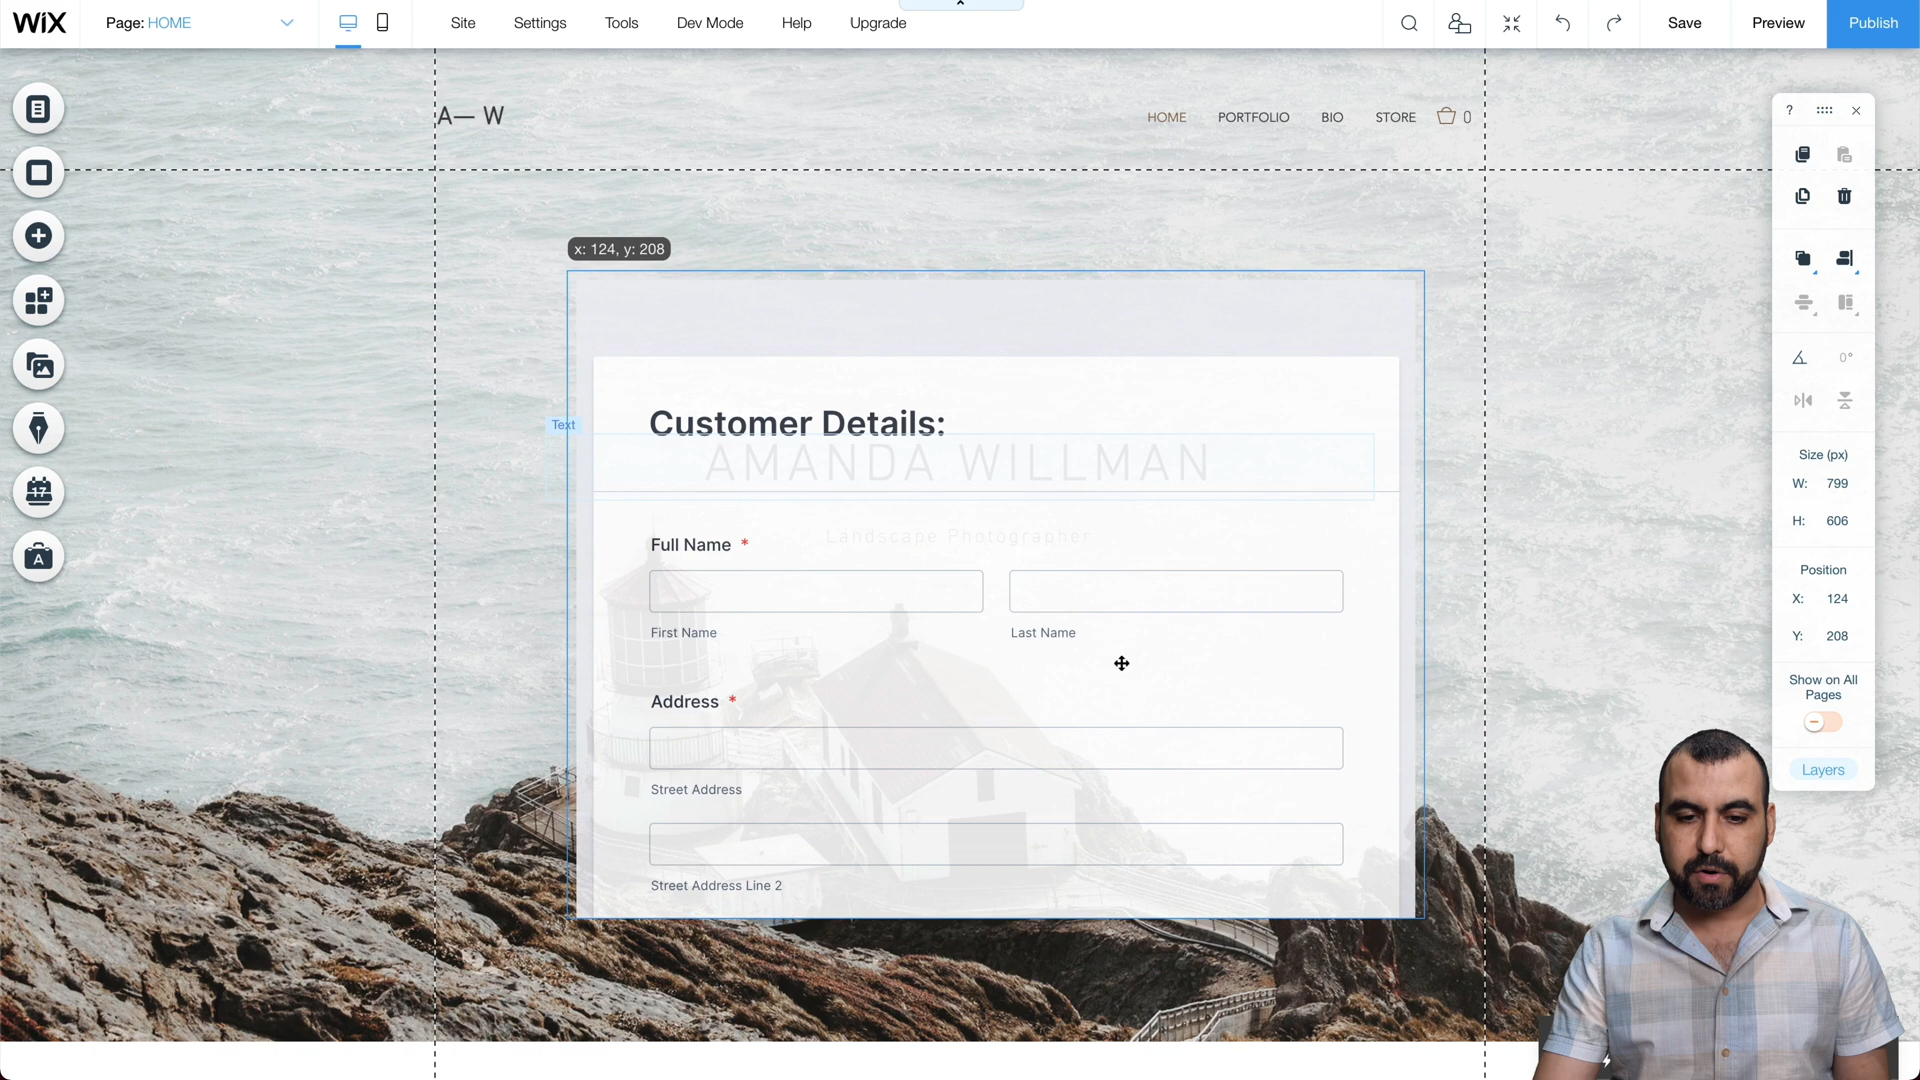 WiX
Page: HOME
Site
Settings
Tools
Dev Mode
Help
Upgrade
Save
Preview
Publish
A— W
HOME
PORTFOLIO
BIO
STORE
0
?
x: 124, y: 208
Text
Customer Details:
AMANDA WILLMAN
Landscape Photographer
Full Name *
First Name
Last Name
Address *
Street Address
Street Address Line 2
17
A
0°
Size (px)
W: 799
H: 606
Position
X: 124
Y: 208
Show on All
Pages
Layers